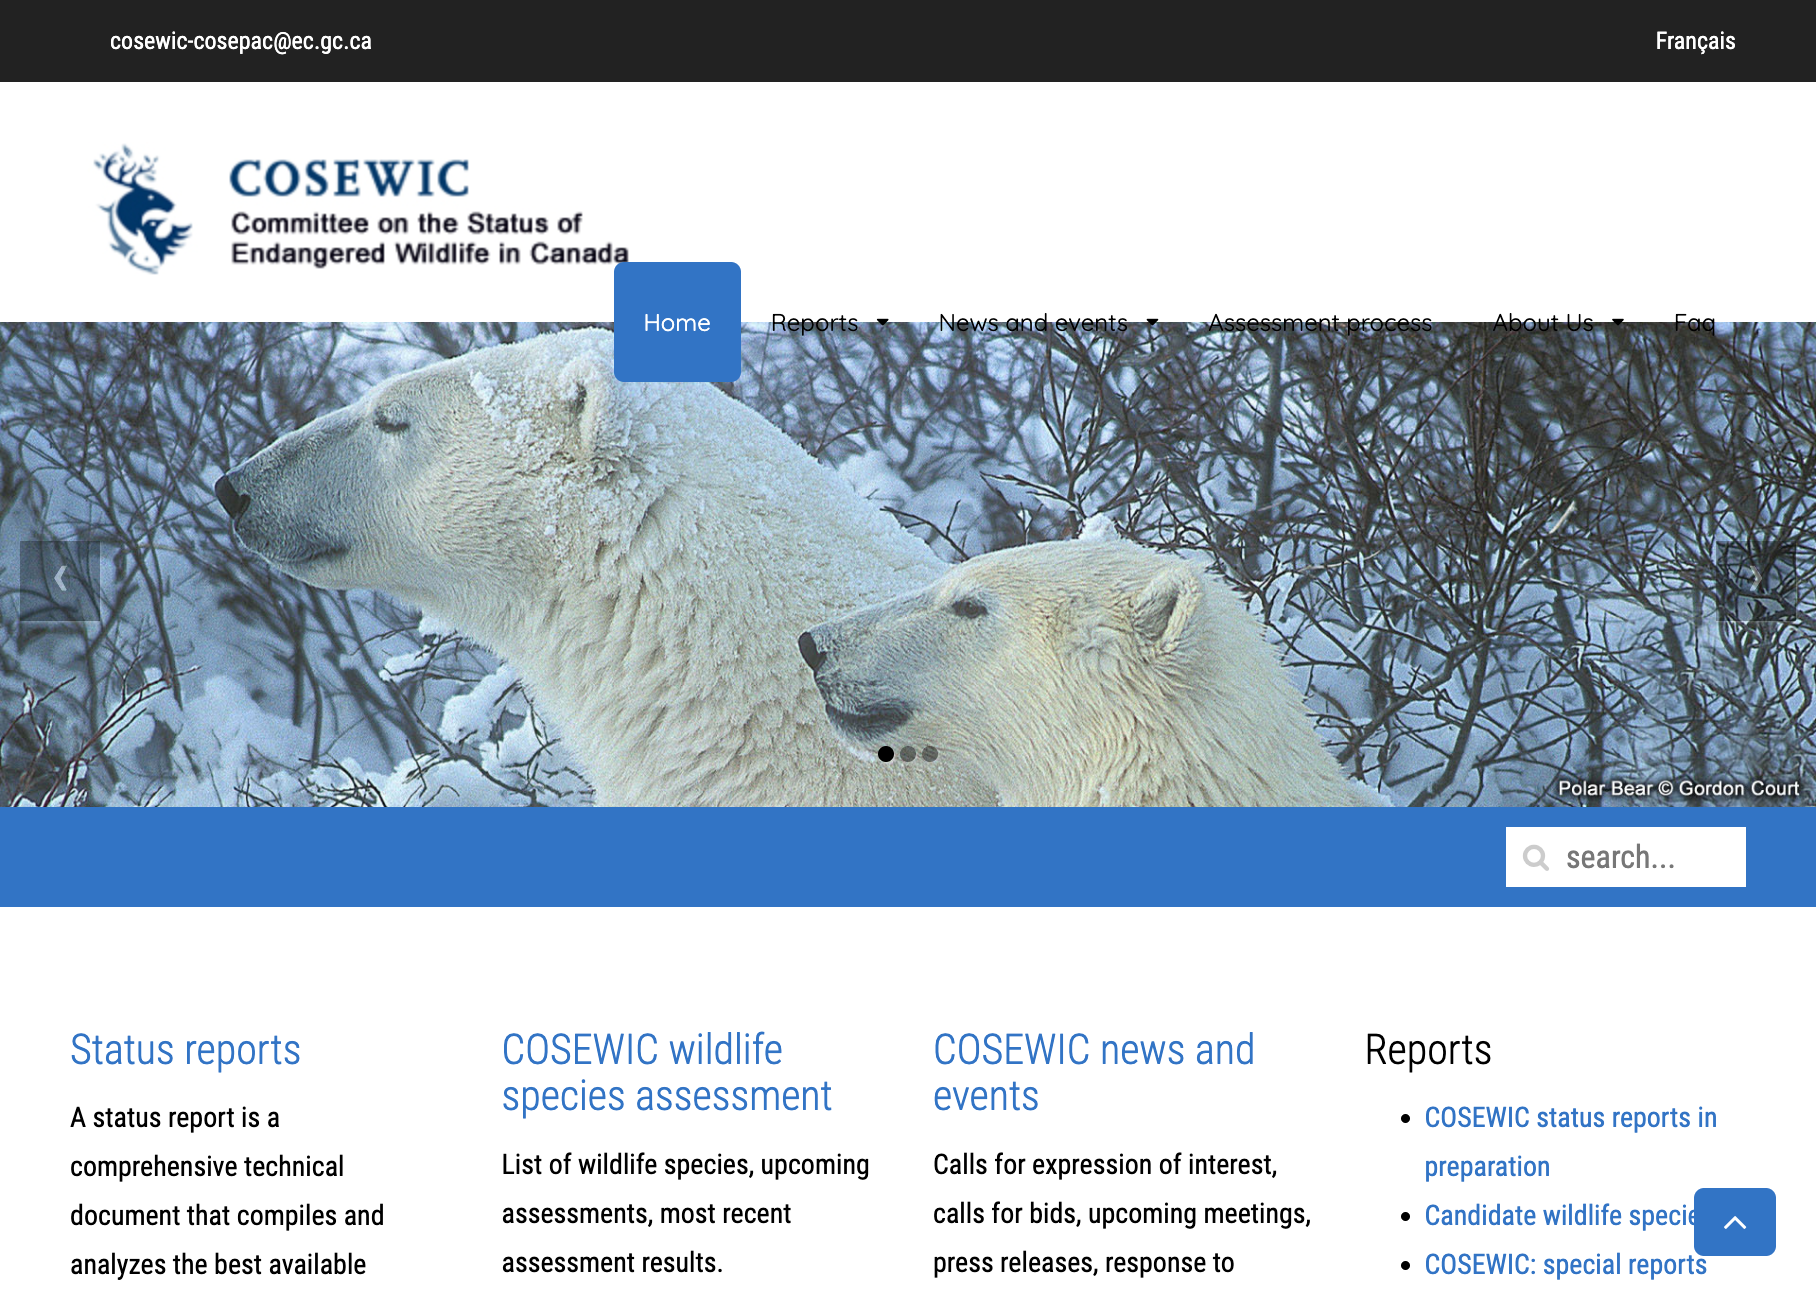 cosewic-cosepac@ec.gc.ca
Français
COSEWIC
Committee on the Status of
Endangered Wildlife in Canada
Home
Reports
News and events
Assessment process
About Us
Faq
Polar Bear © Gordon Court
search...
Status reports
A status report is a
comprehensive technical
document that compiles and
analyzes the best available
COSEWIC wildlife
species assessment
List of wildlife species, upcoming
assessments, most recent
assessment results.
COSEWIC news and
events
Calls for expression of interest,
calls for bids, upcoming meetings,
press releases, response to
Reports
COSEWIC status reports in
preparation
Candidate wildlife specie
COSEWIC: special reports